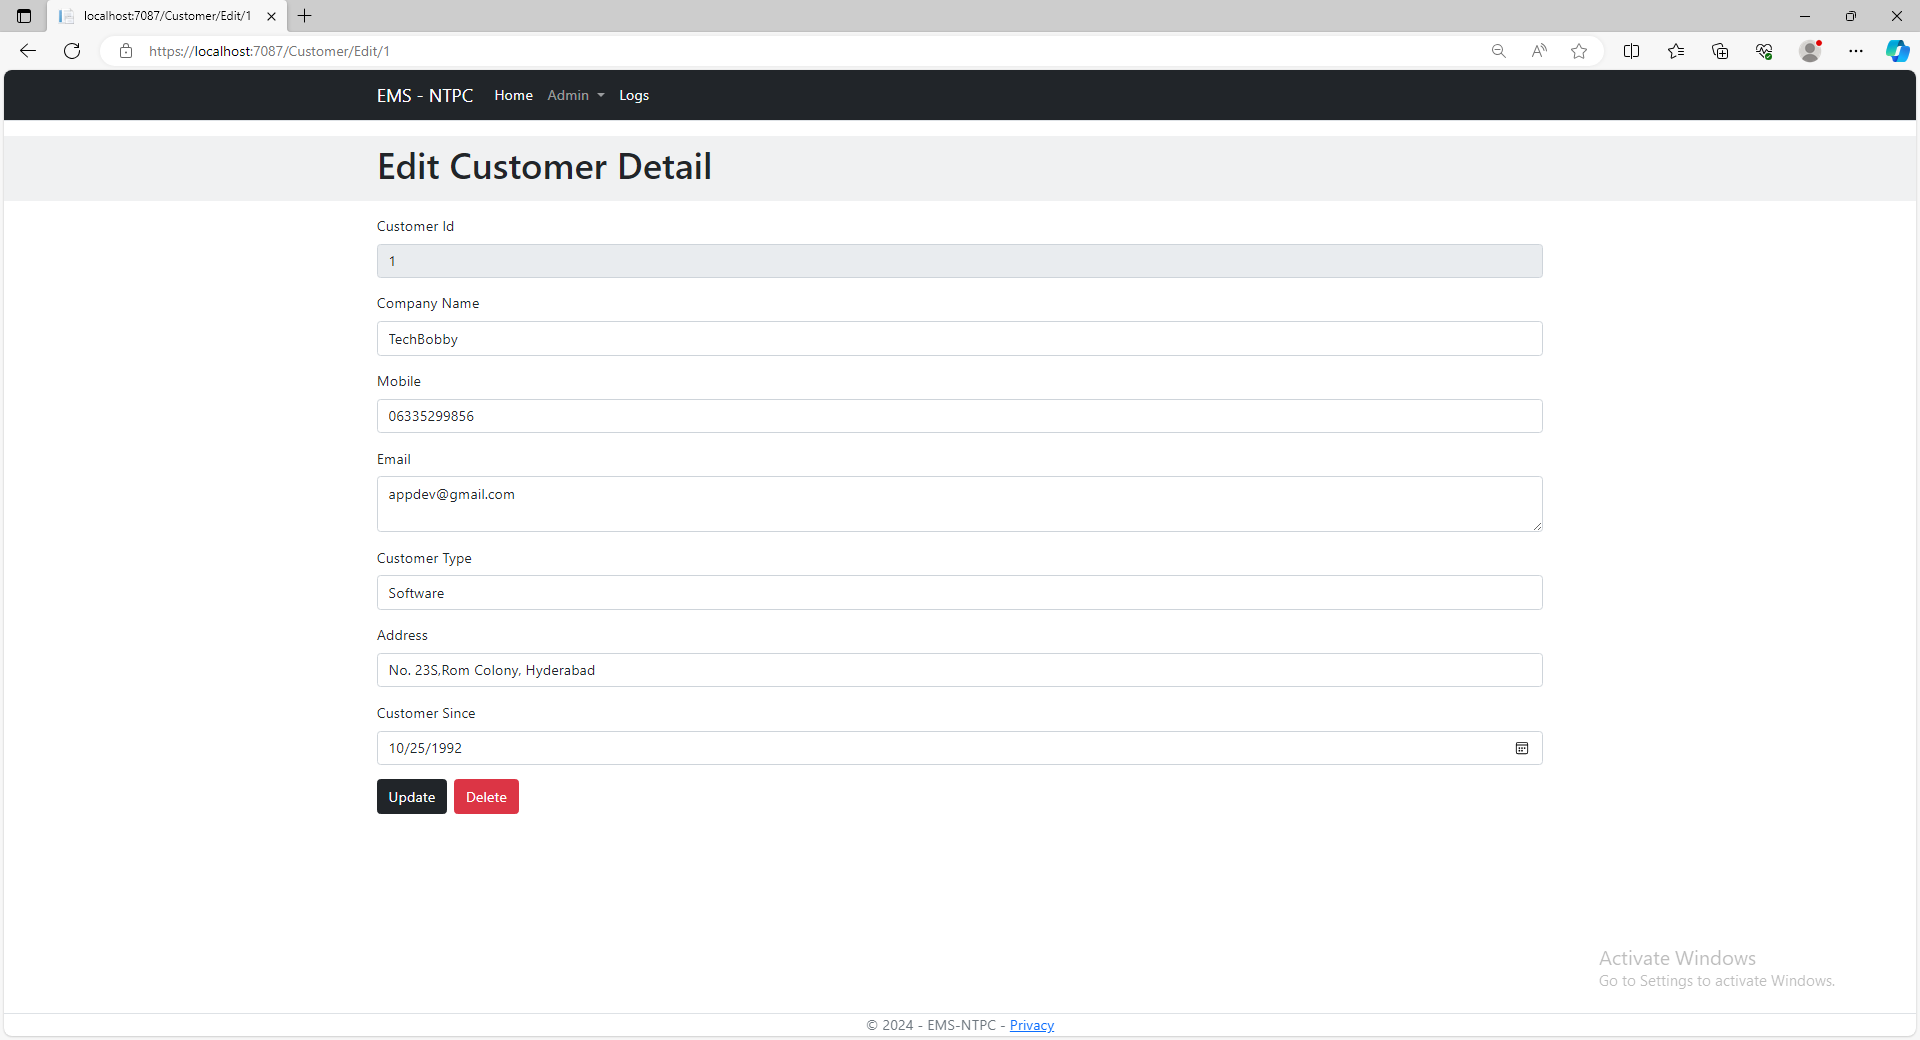 localhost:7087/Customer/Edit/1
https://localhost:7087/Customer/Edit/1
EMS - NTPC Home Admin Logs
Edit Customer Detail
Customer Id
1
Company Name
TechBobby
Mobile
06335299856
Email
appdev@gmail.com
Customer Type
Software
Address
No. 23S,Rom Colony, Hyderabad
Customer Since
10/25/1992
Update Delete
Activate Windows
Go to Settings to activate Windows.
© 2024 - EMS-NTPC - Privacy